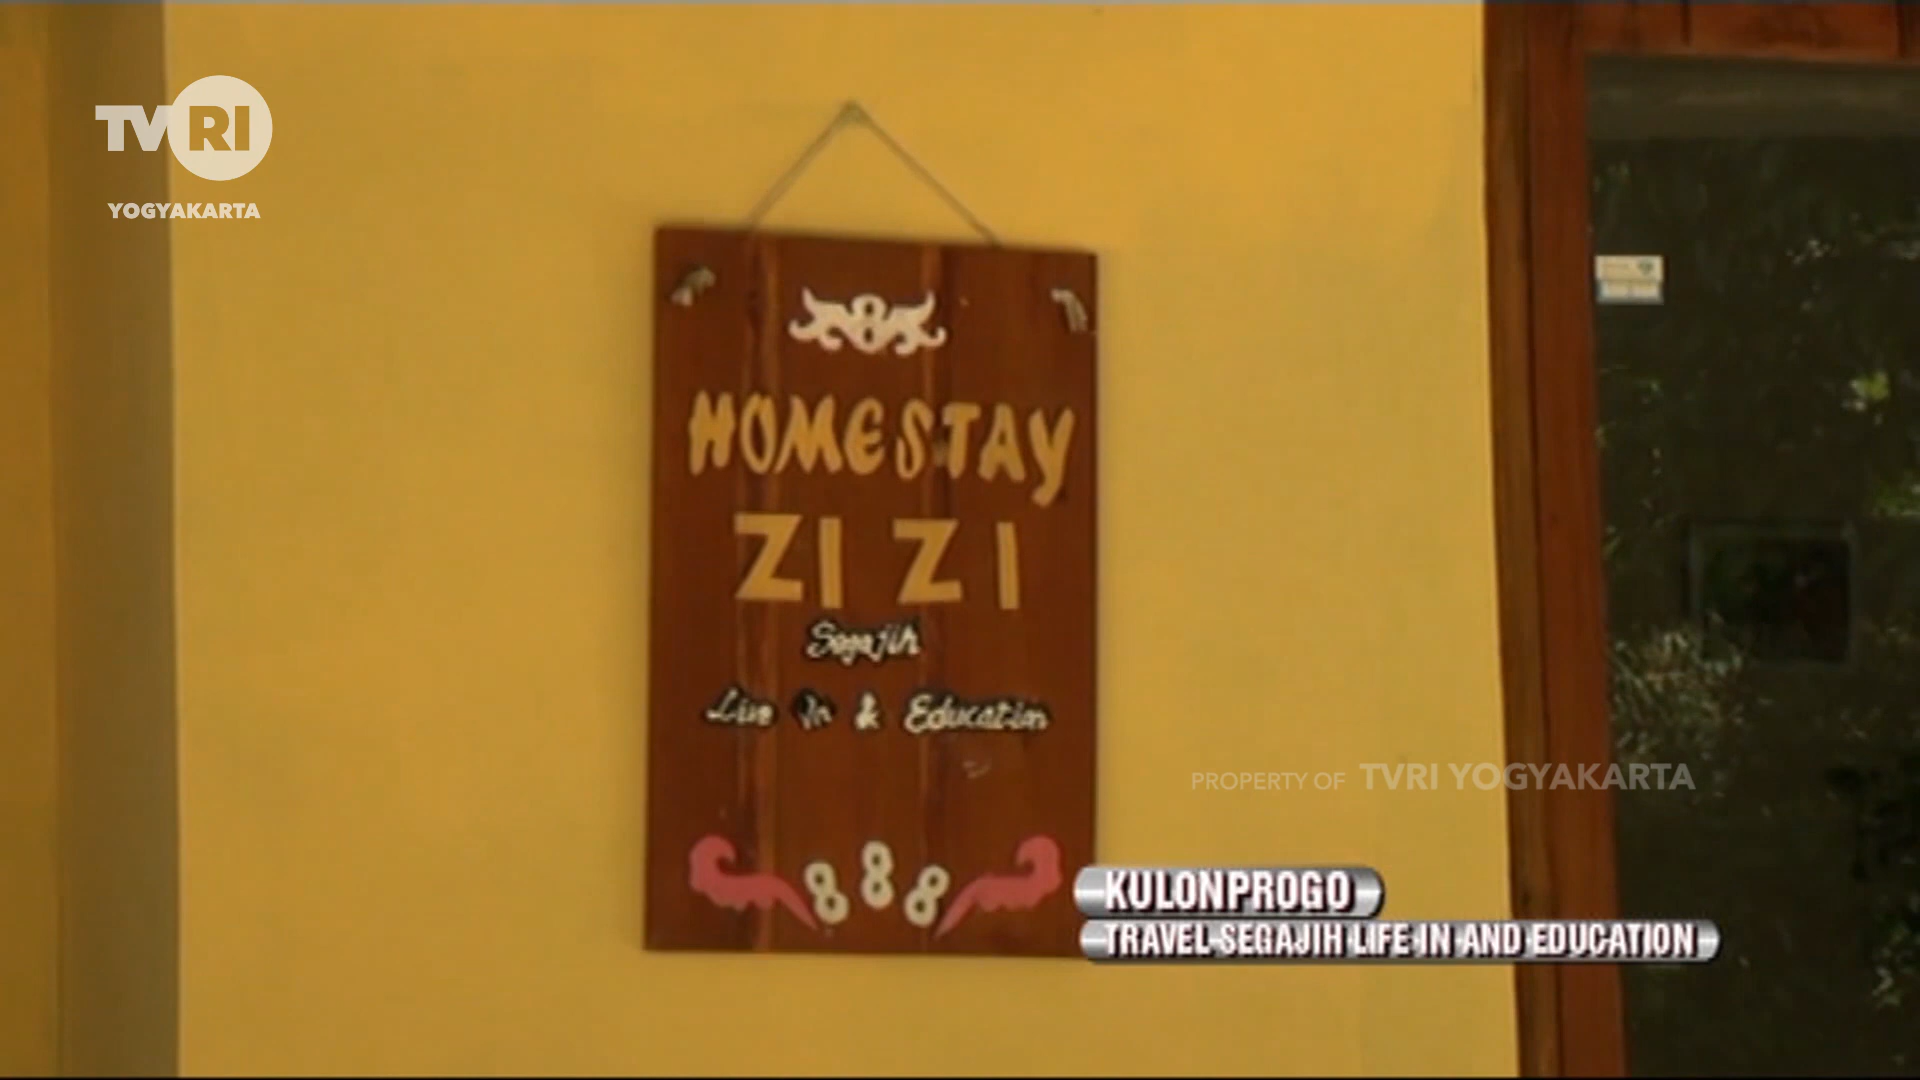 TVRI
YOGYAKARTA
8
HOMESTAY
ZI ZI
Segajih
Live In & Education
888
PROPERTY OF TVRI YOGYAKARTA
KULONPROGO
TRAVEL SEGAJIH LIFE IN AND EDUCATION